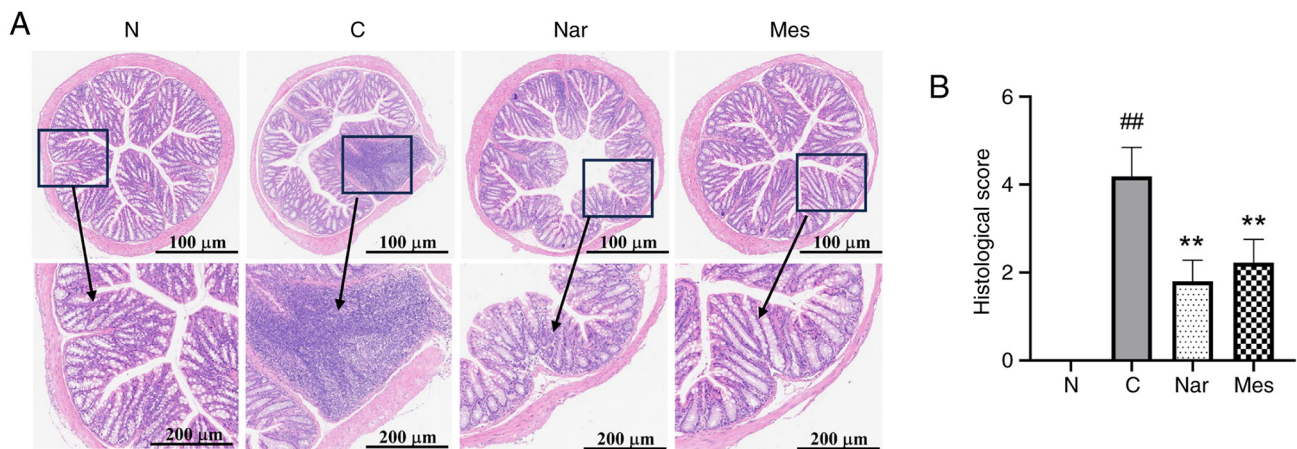 A
N
C
Nar
Mes
100 μm
100 μm
100 μm
100 μm
200 μm
200 μm
200 μm
200 μm
B
Histological score
6
4
2
0
##
**
**
N
C
Nar
Mes